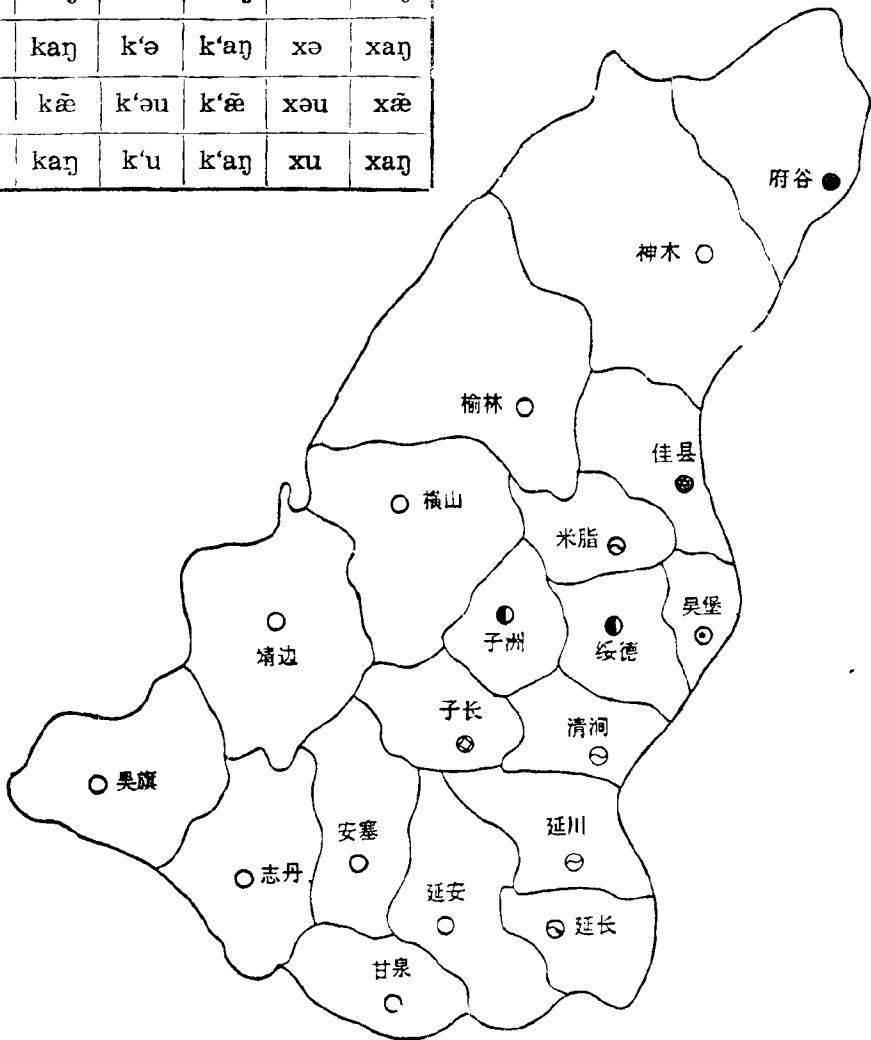 kaŋ k‘ə k‘aŋ xə xaŋ
kæ̃ k‘əu k‘æ̃ xəu xæ̃
kaŋ k‘u k‘aŋ xu xaŋ
府谷
神木
榆林
佳县
横山
米脂
吴堡
子洲
绥德
靖边
子长
清涧
吴旗
安塞
延川
志丹
延安
延长
甘泉